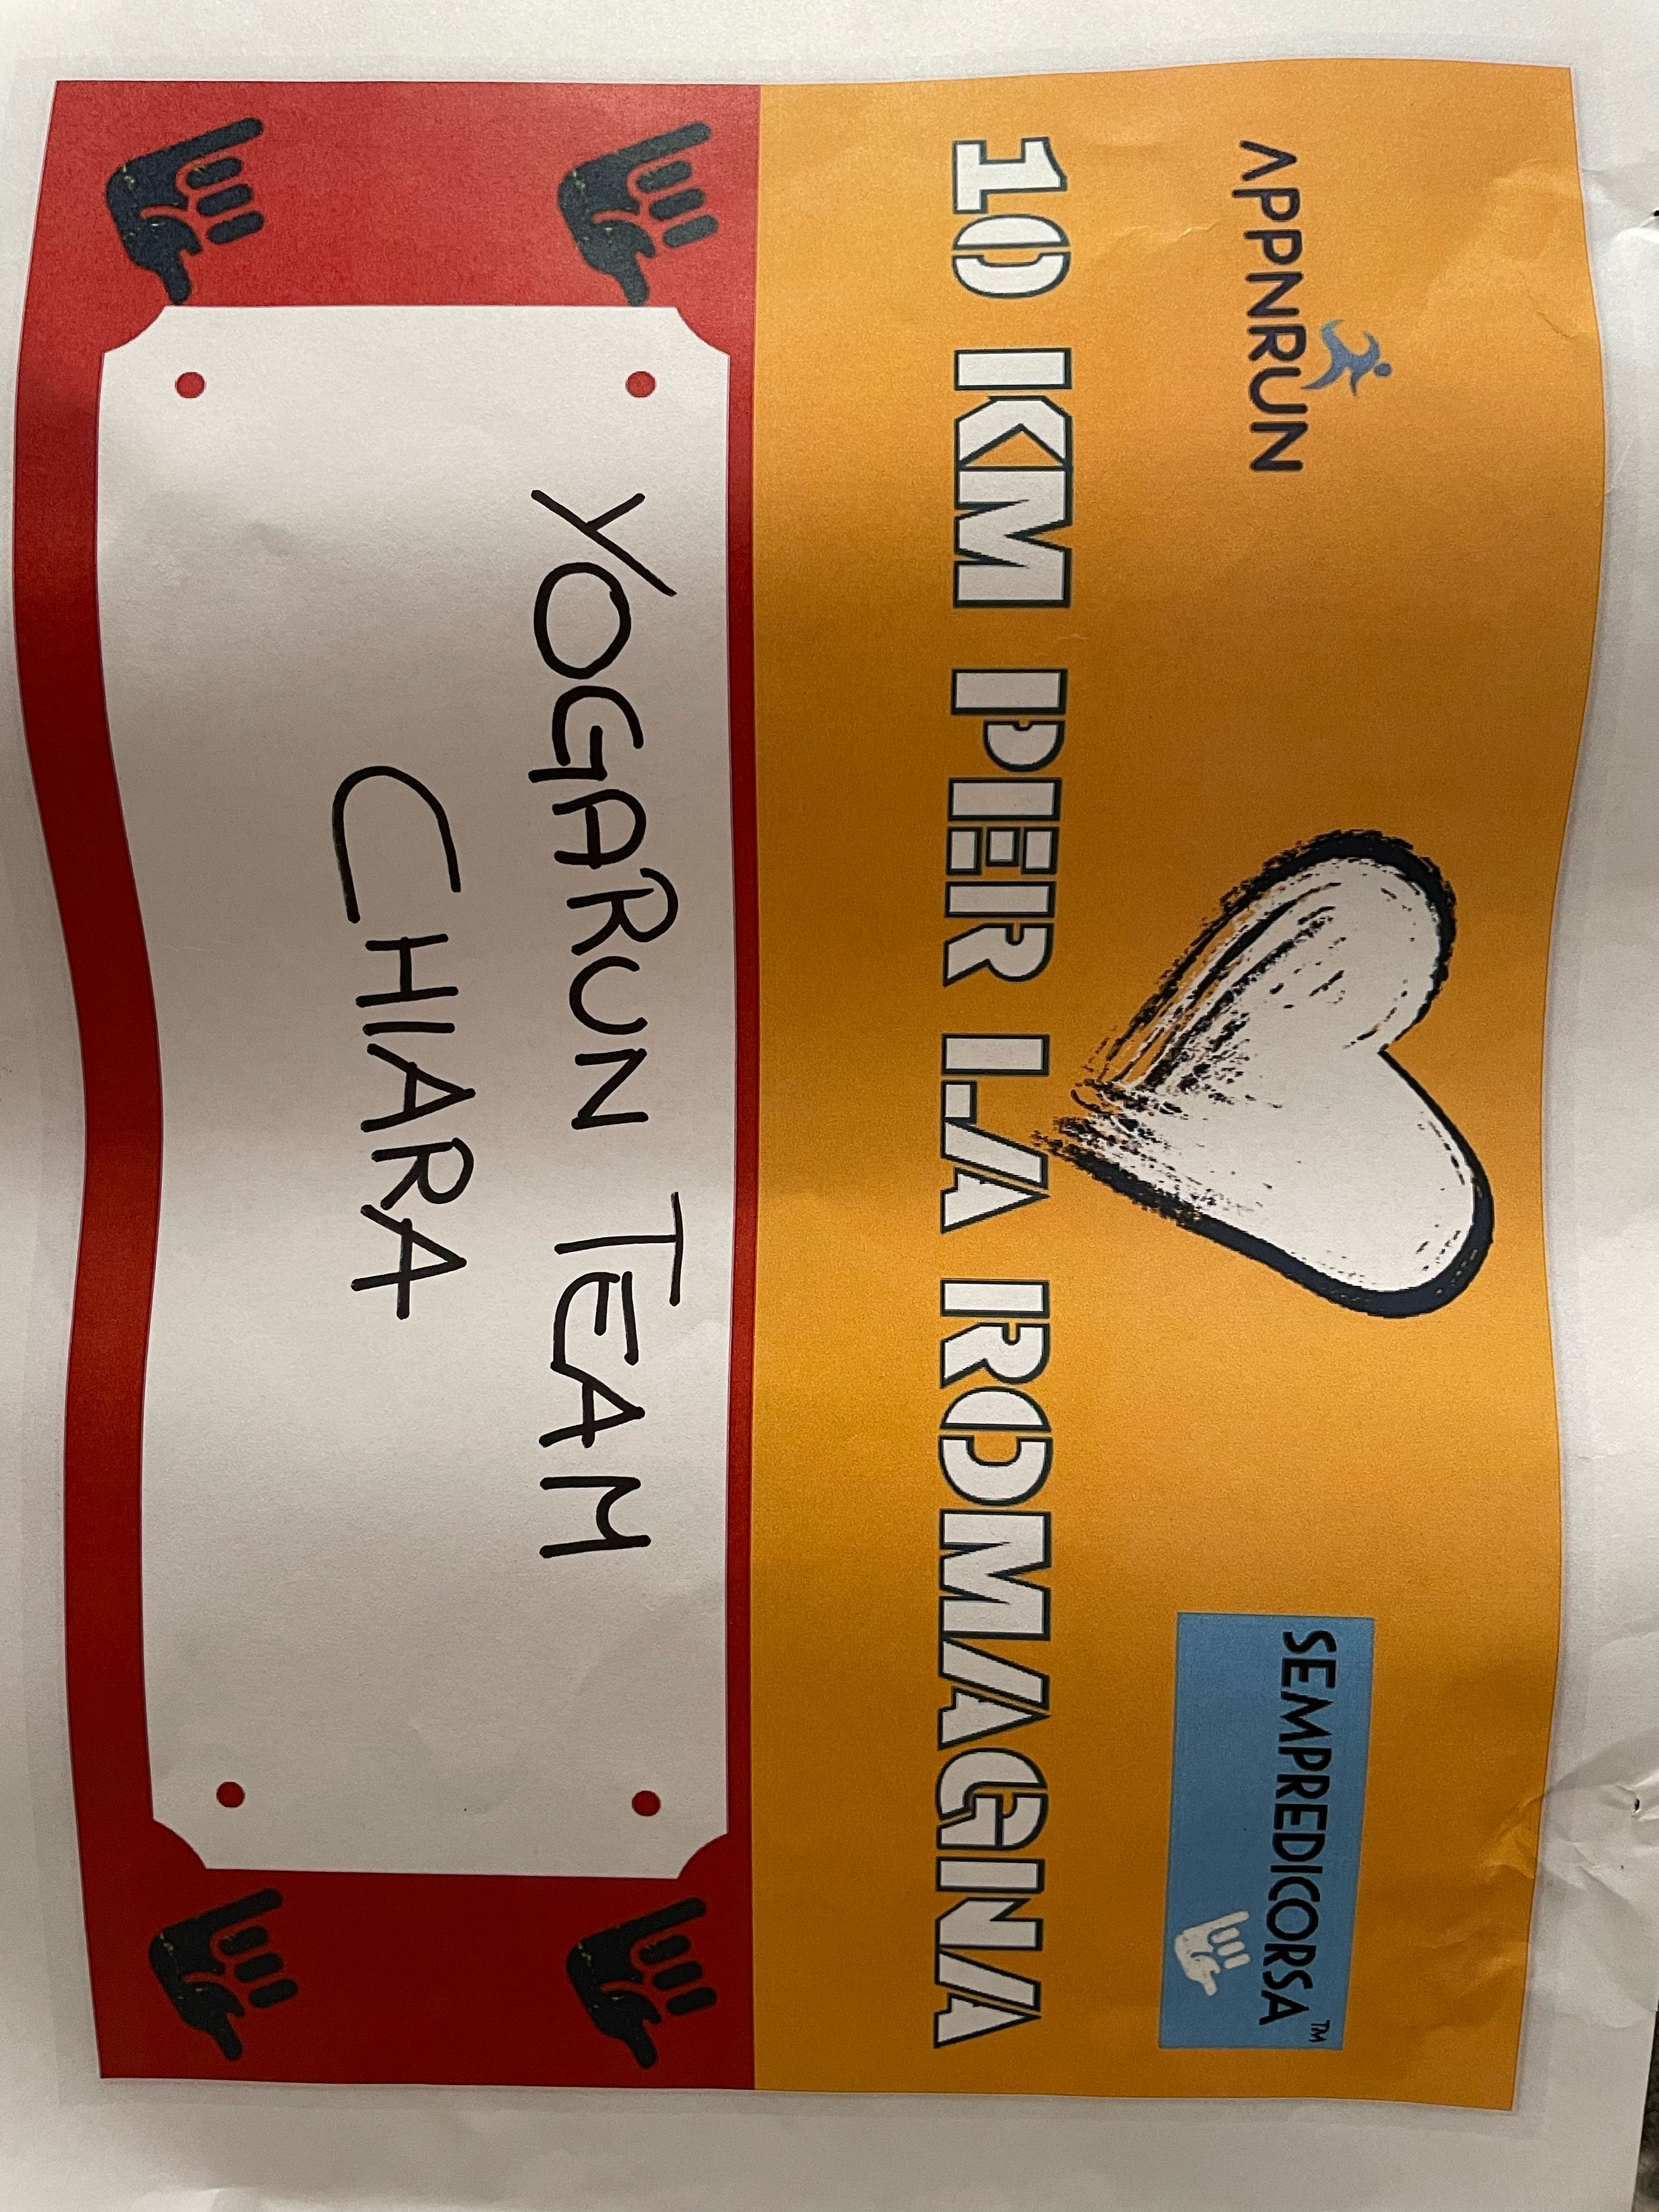 APPNRUN
SEMPREDICORSA™
10 KM PER LA ROMAGNA
YOGARUN TEAM
CHIARA